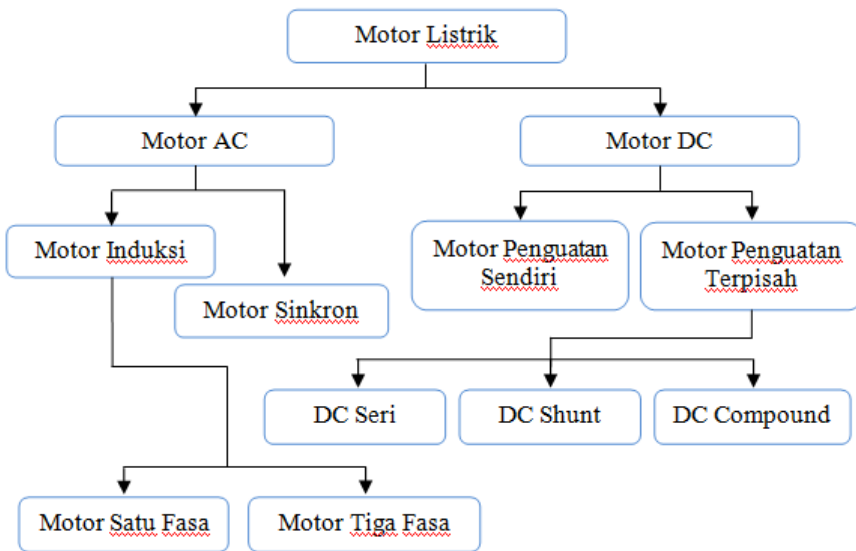 Motor Listrik
Motor AC
Motor DC
Motor Induksi
Motor Penguatan
Sendiri
Motor Penguatan
Terpisah
Motor Sinkron
DC Seri
DC Shunt
DC Compound
Motor Satu Fasa
Motor Tiga Fasa